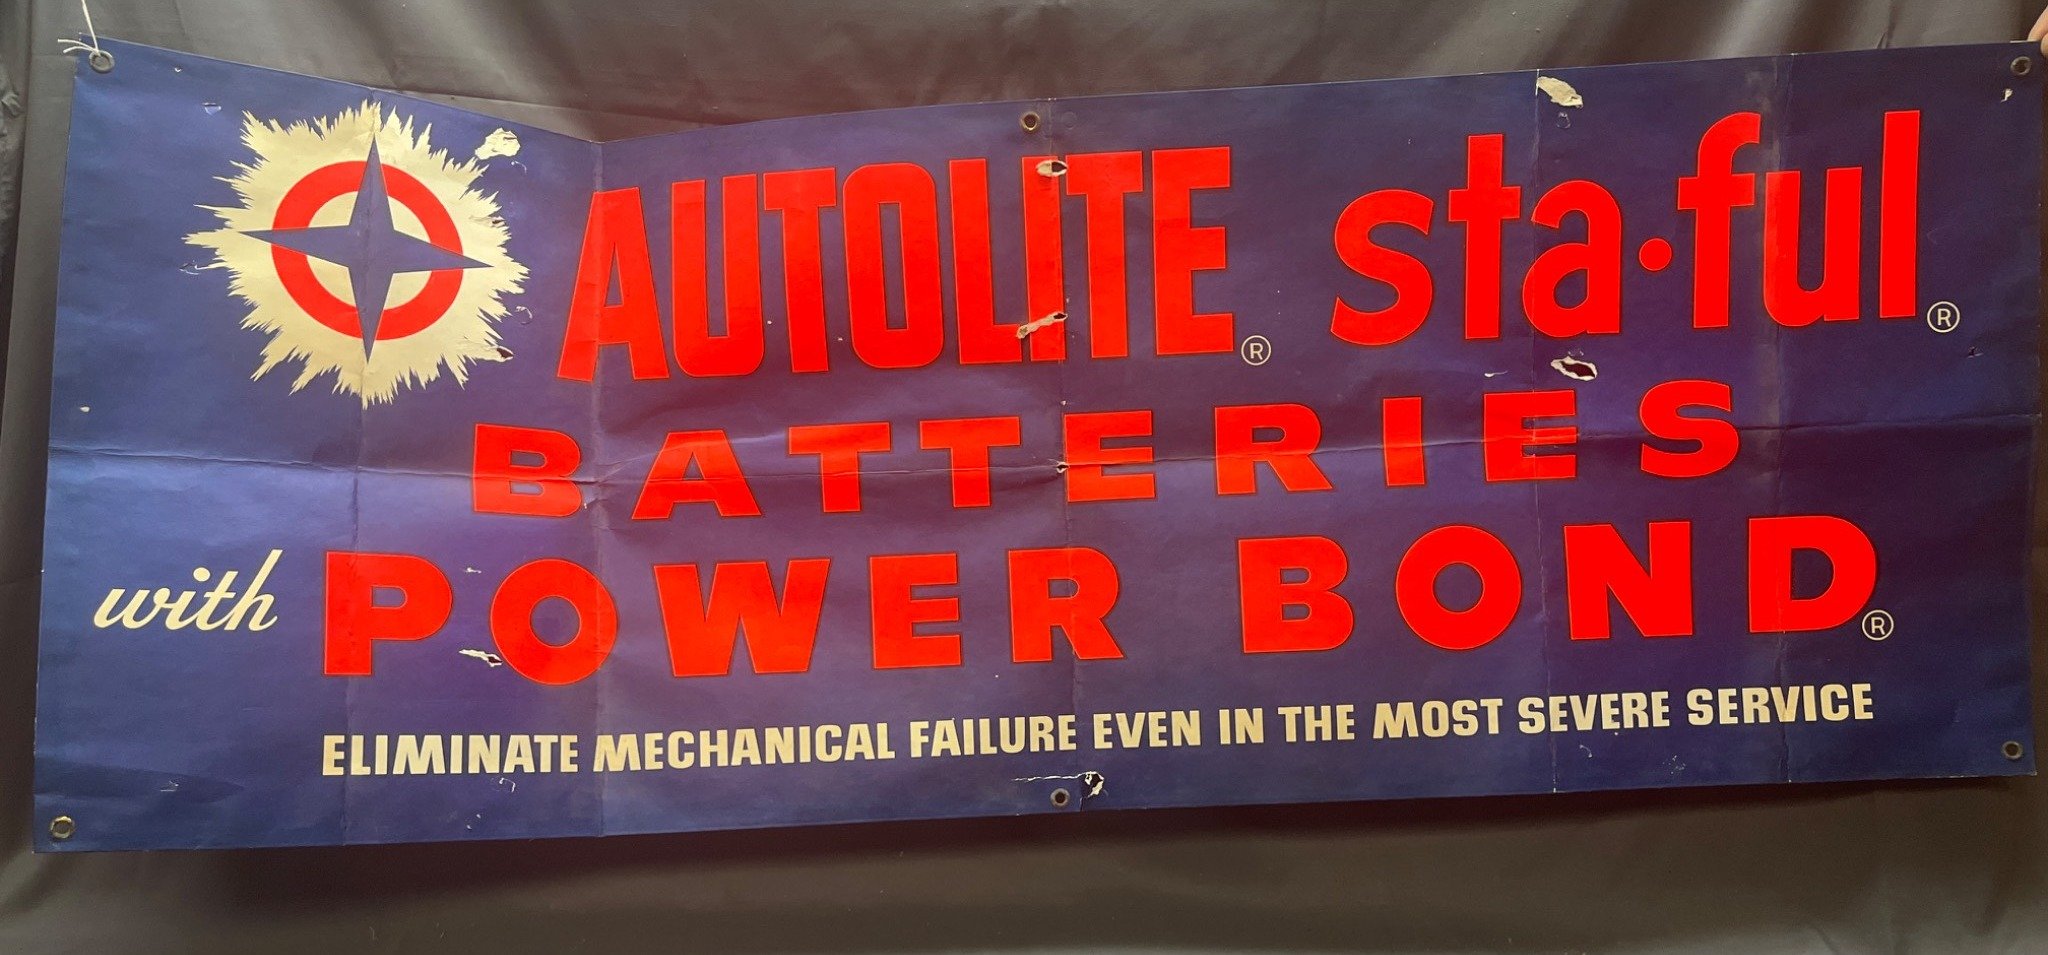 AUTOLITE® sta·ful®
BATTERIES
with POWER BOND®
ELIMINATE MECHANICAL FAILURE EVEN IN THE MOST SEVERE SERVICE